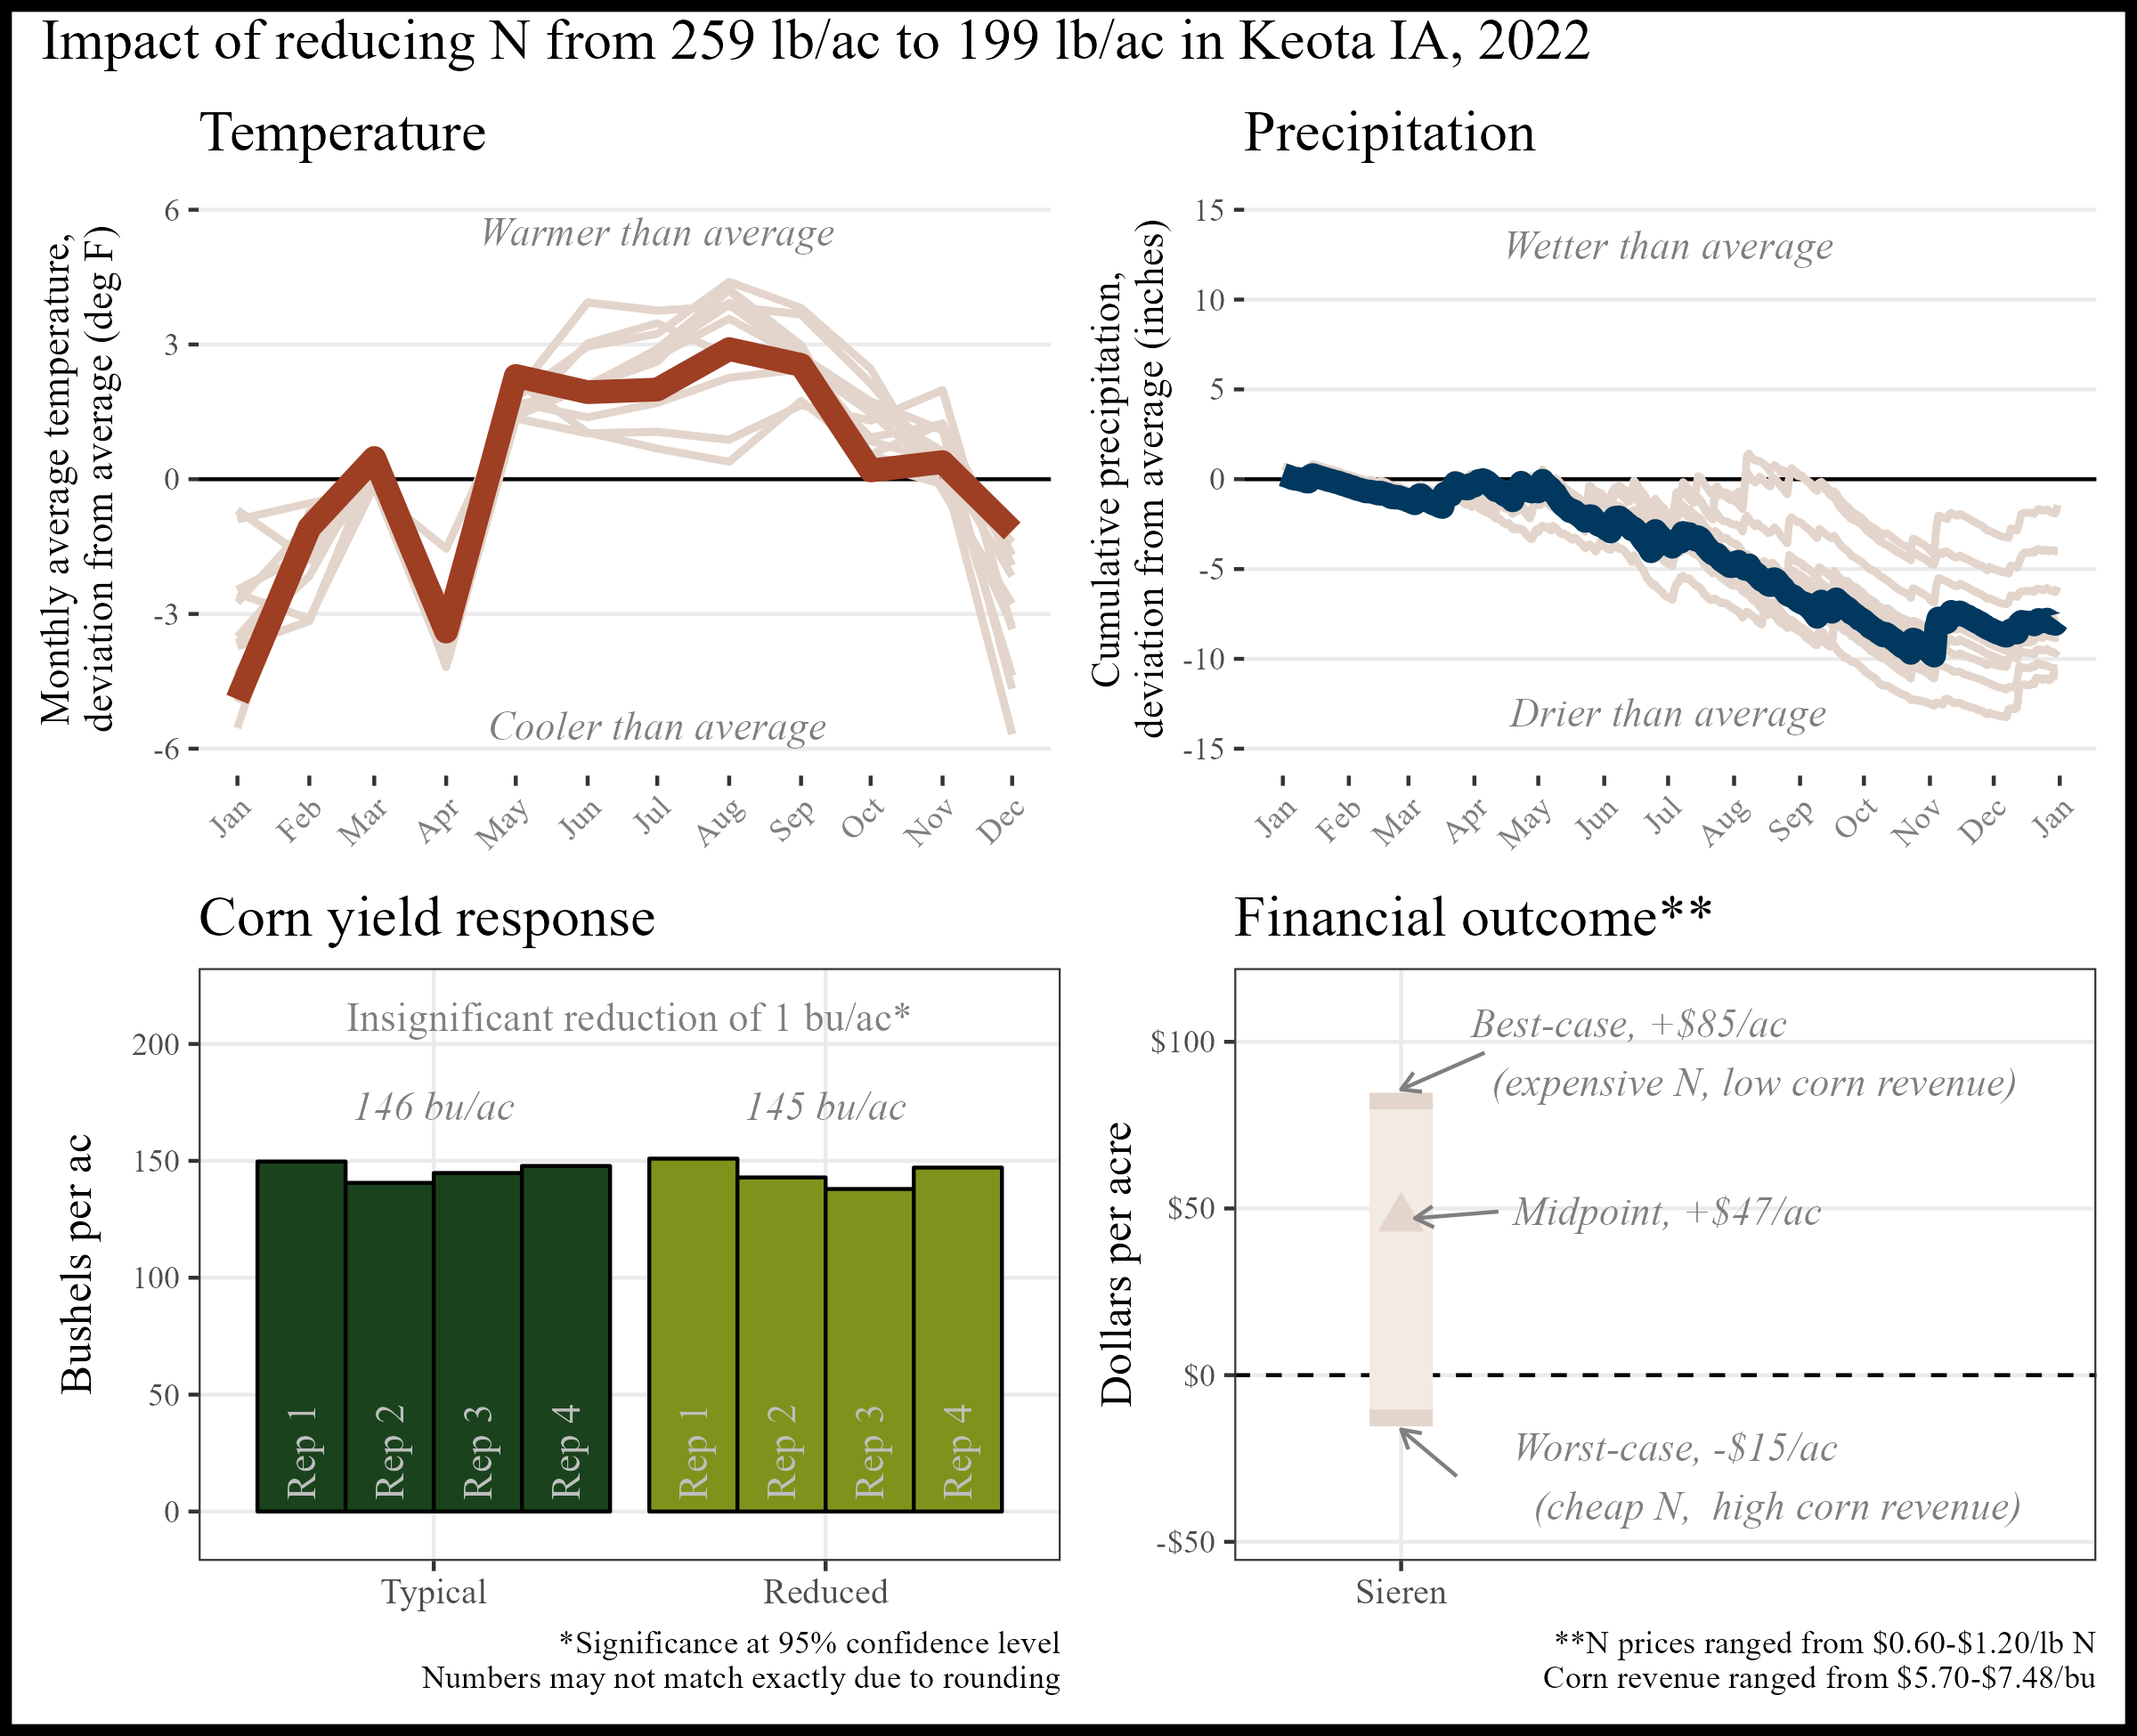 Impact of reducing N from 259 lb/ac to 199 lb/ac in Keota IA, 2022
Temperature
Monthly average temperature,
deviation from average (deg F)
6
3
0
-3
-6
Warmer than average
Cooler than average
Jan
Feb
Mar
Apr
May
Jun
Jul
Aug
Sep
Oct
Nov
Dec
Precipitation
Cumulative precipitation,
deviation from average (inches)
15
10
5
0
-5
-10
-15
Wetter than average
Drier than average
Jan
Feb
Mar
Apr
May
Jun
Jul
Aug
Sep
Oct
Nov
Dec
Jan
Corn yield response
Bushels per ac
200
150
100
50
0
Insignificant reduction of 1 bu/ac*
146 bu/ac
145 bu/ac
Rep 1
Rep 2
Rep 3
Rep 4
Rep 1
Rep 2
Rep 3
Rep 4
Typical
Reduced
*Significance at 95% confidence level
Numbers may not match exactly due to rounding
Financial outcome**
Dollars per acre
$100
$50
$0
-$50
Best-case, +$85/ac
(expensive N, low corn revenue)
Midpoint, +$47/ac
Worst-case, -$15/ac
(cheap N,  high corn revenue)
Sieren
**N prices ranged from $0.60-$1.20/lb N
Corn revenue ranged from $5.70-$7.48/bu